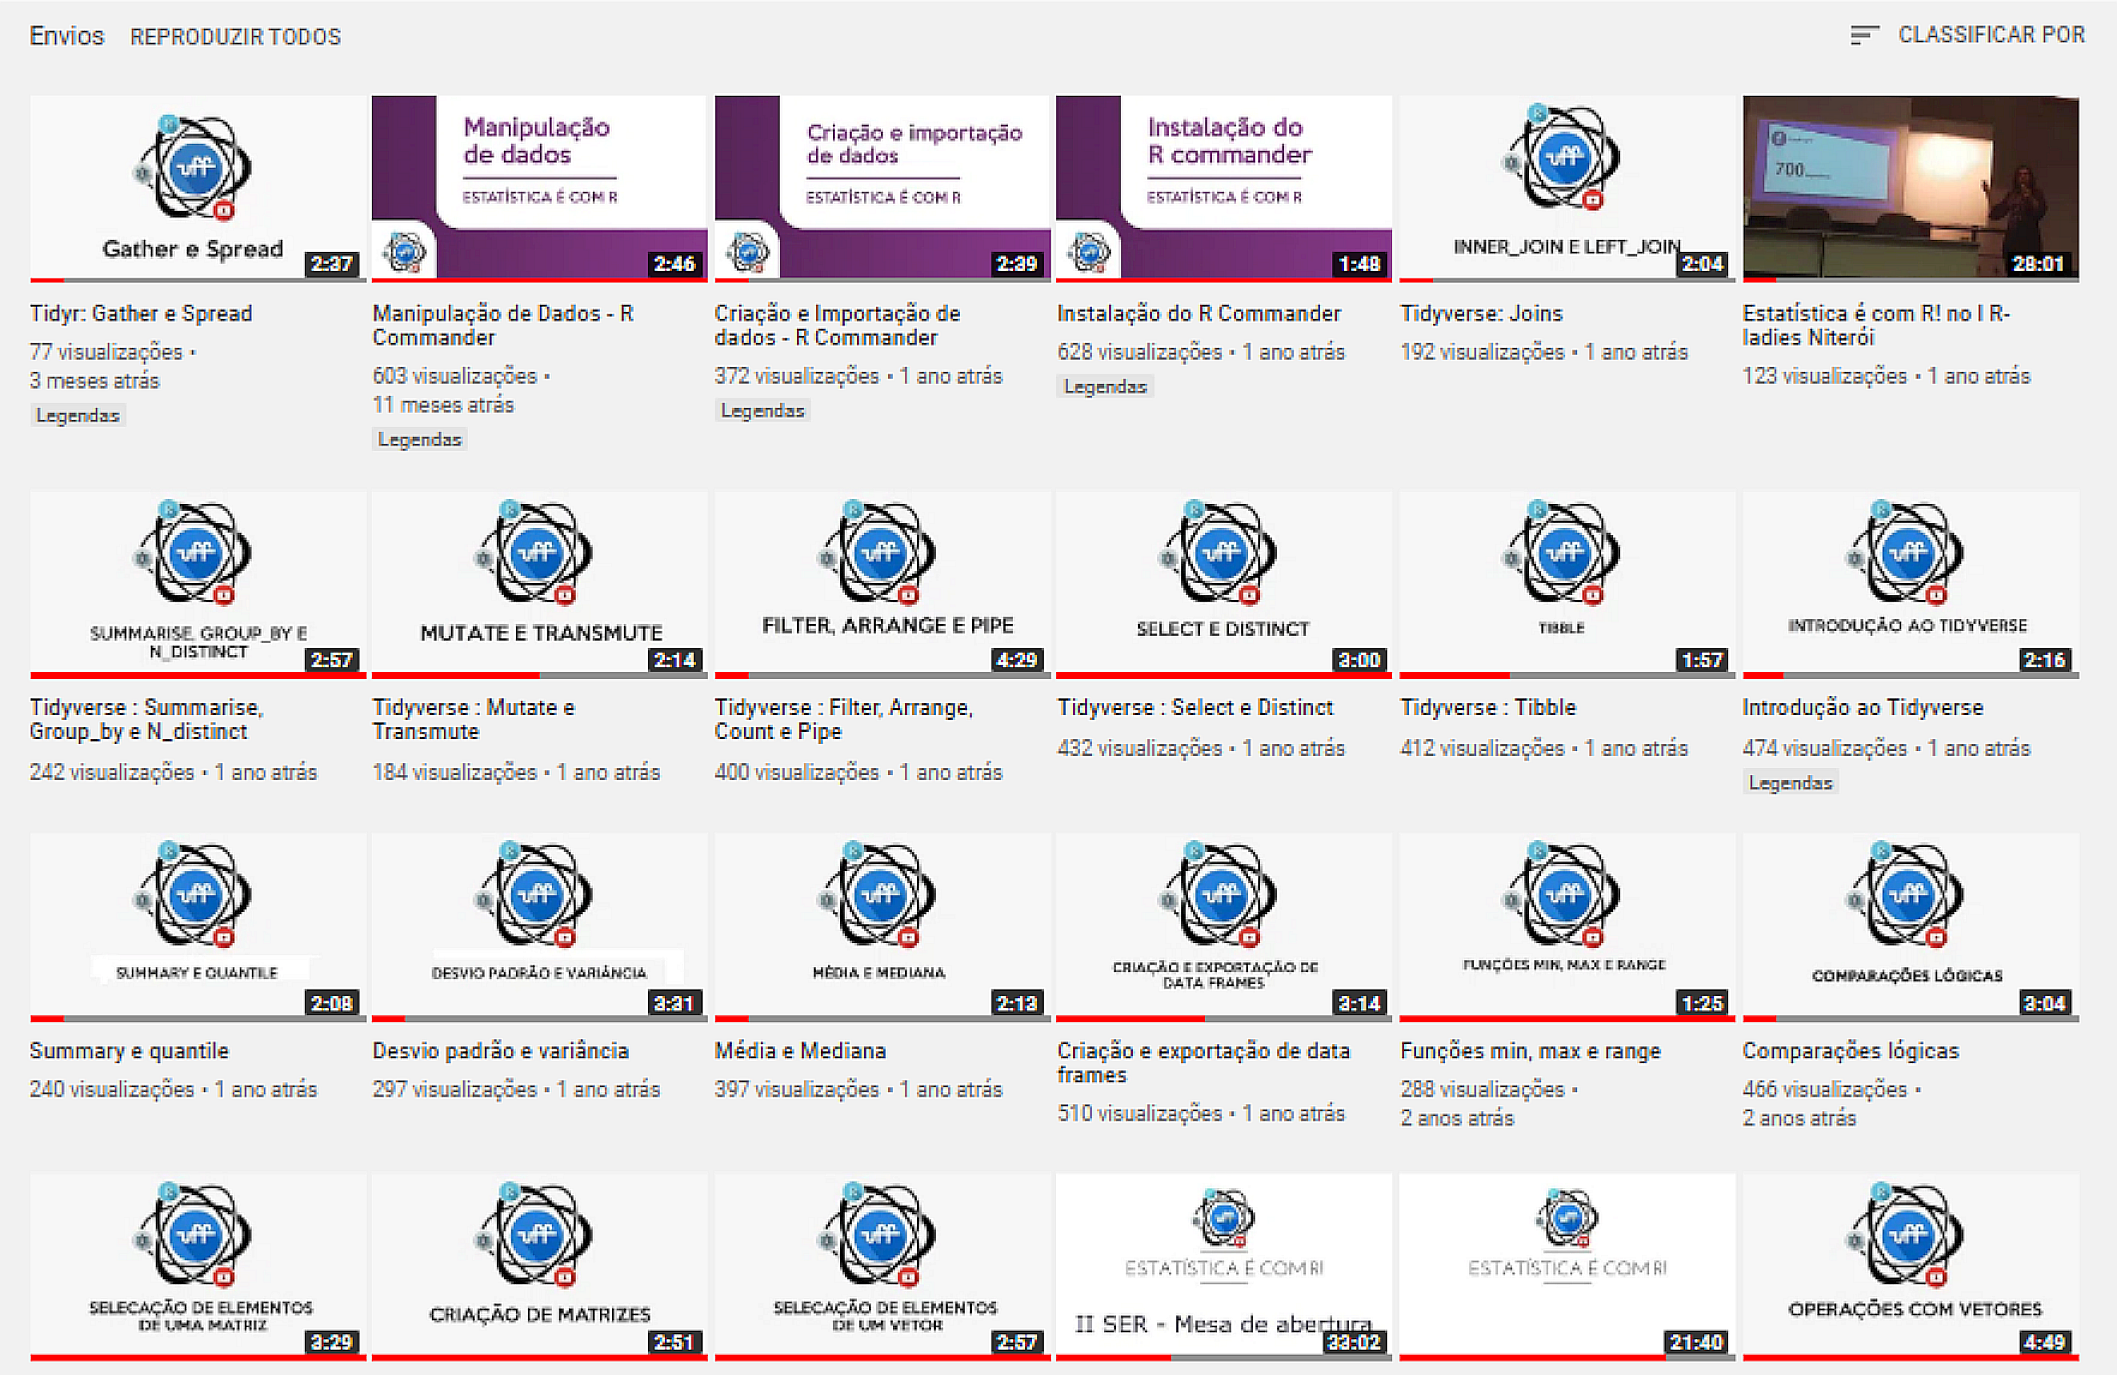 Envios REPRODUZIR TODOS CLASSIFICAR POR
uff
Gather e Spread
2:37
Manipulação
de dados
ESTATÍSTICA É COM R
2:46
Criação e importação
de dados
ESTATÍSTICA É COM R
2:39
Instalação do
R commander
ESTATÍSTICA É COM R
1:48
uff
INNER_JOIN E LEFT_JOIN
2:04
700
28:01
Tidyr: Gather e Spread
77 visualizações •
3 meses atrás
Legendas
Manipulação de Dados - R
Commander
603 visualizações •
11 meses atrás
Legendas
Criação e Importação de
dados - R Commander
372 visualizações • 1 ano atrás
Legendas
Instalação do R Commander
628 visualizações • 1 ano atrás
Legendas
Tidyverse: Joins
192 visualizações • 1 ano atrás
Estatística é com R! no I R-
ladies Niterói
123 visualizações • 1 ano atrás
uff
SUMMARISE, GROUP_BY E
N_DISTINCT
2:57
uff
MUTATE E TRANSMUTE
2:14
uff
FILTER, ARRANGE E PIPE
4:29
uff
SELECT E DISTINCT
3:00
uff
TIBBLE
1:57
uff
INTRODUÇÃO AO TIDYVERSE
2:16
Tidyverse : Summarise,
Group_by e N_distinct
242 visualizações • 1 ano atrás
Tidyverse : Mutate e
Transmute
184 visualizações • 1 ano atrás
Tidyverse : Filter, Arrange,
Count e Pipe
400 visualizações • 1 ano atrás
Tidyverse : Select e Distinct
432 visualizações • 1 ano atrás
Tidyverse : Tibble
412 visualizações • 1 ano atrás
Introdução ao Tidyverse
474 visualizações • 1 ano atrás
Legendas
uff
SUMMARY E QUANTILE
2:08
uff
DESVIO PADRÃO E VARIÂNCIA
3:31
uff
MÉDIA E MEDIANA
2:13
uff
CRIAÇÃO E EXPORTAÇÃO DE
DATA FRAMES
3:14
uff
FUNÇÕES MIN, MAX E RANGE
1:25
uff
COMPARAÇÕES LÓGICAS
3:04
Summary e quantile
240 visualizações • 1 ano atrás
Desvio padrão e variância
297 visualizações • 1 ano atrás
Média e Mediana
397 visualizações • 1 ano atrás
Criação e exportação de data
frames
510 visualizações • 1 ano atrás
Funções min, max e range
288 visualizações •
2 anos atrás
Comparações lógicas
466 visualizações •
2 anos atrás
uff
SELECAÇÃO DE ELEMENTOS
DE UMA MATRIZ
3:29
uff
CRIAÇÃO DE MATRIZES
2:51
uff
SELECAÇÃO DE ELEMENTOS
DE UM VETOR
2:57
uff
ESTATÍSTICA É COM R!
II SER - Mesa de abertura
33:02
uff
ESTATÍSTICA É COM R!
21:40
uff
OPERAÇÕES COM VETORES
4:49